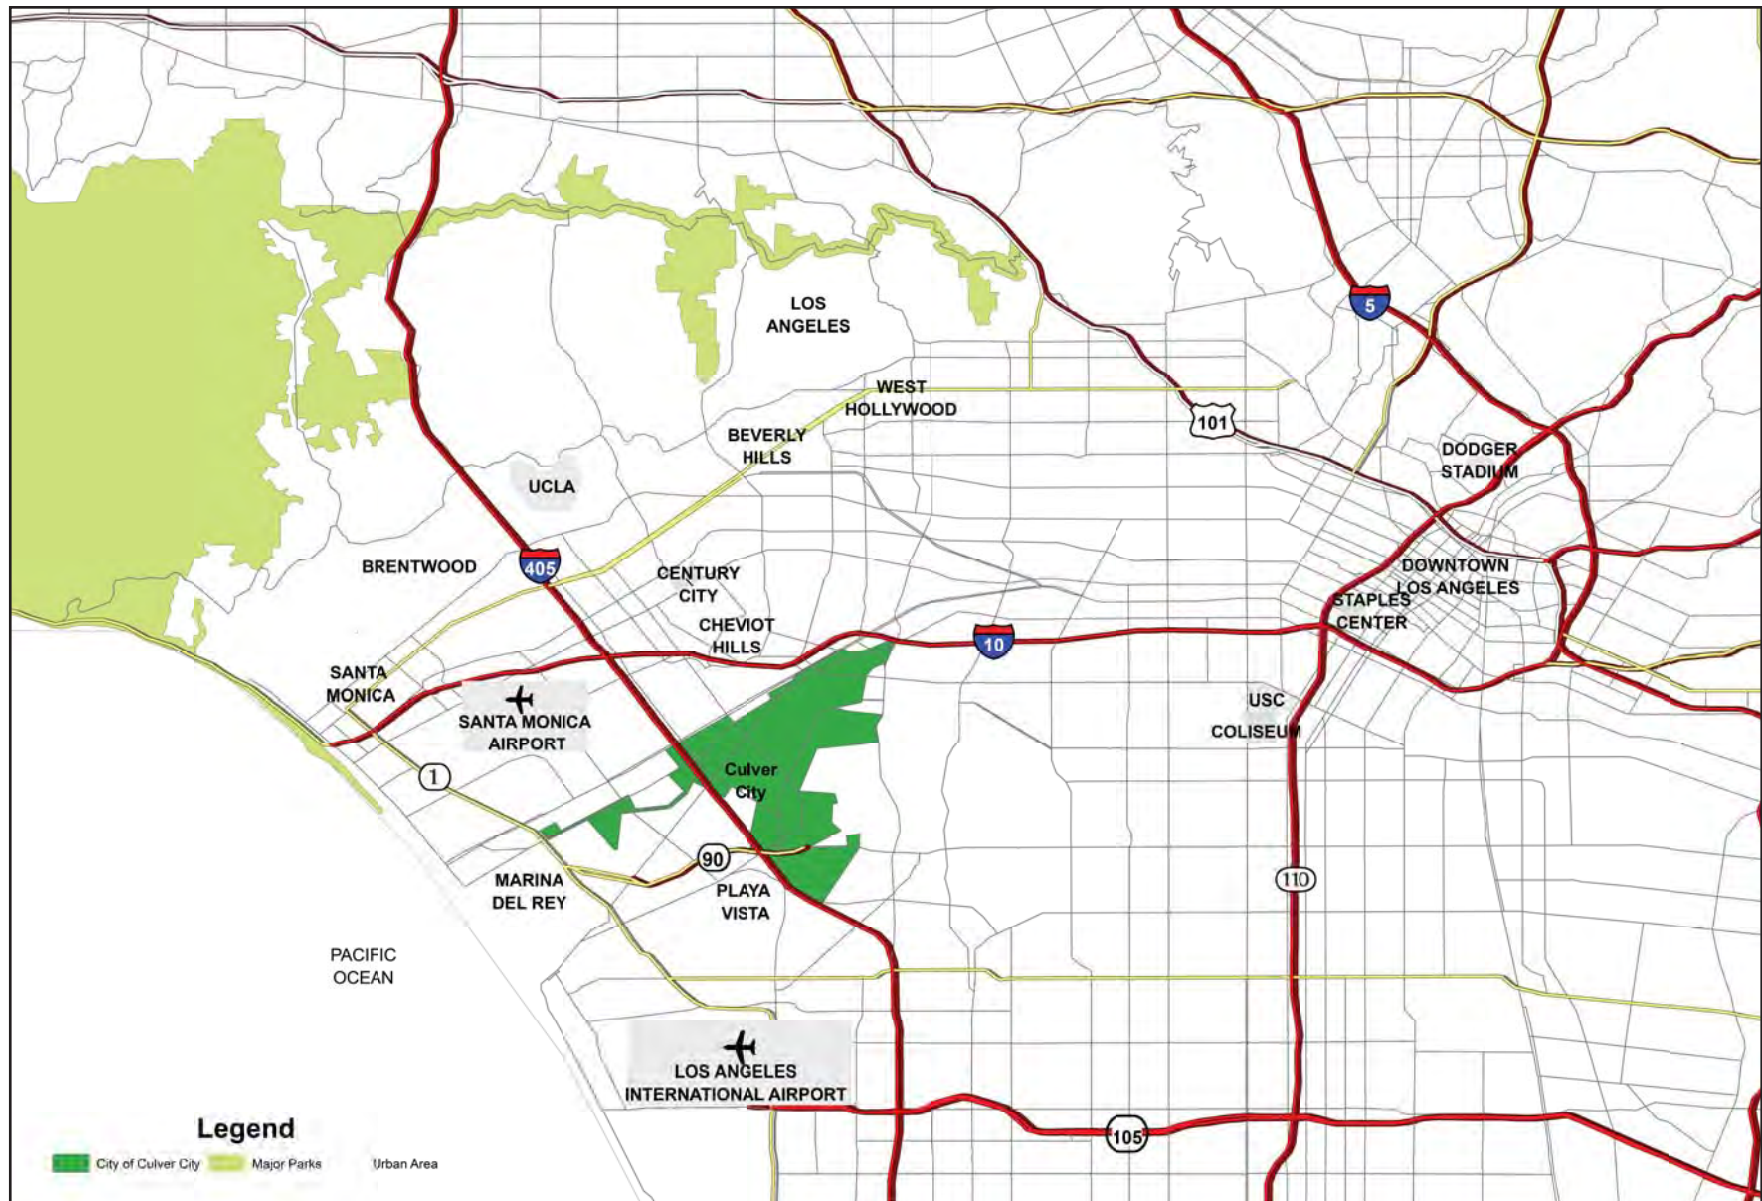 5
LOS
ANGELES
WEST
HOLLYWOOD
101
BEVERLY
HILLS
DODGER
STADIUM
UCLA
BRENTWOOD
405
CENTURY
CITY
DOWNTOWN
LOS ANGELES
STAPLES
CENTER
CHEVIOT
HILLS
10
SANTA
MONICA
SANTA MONICA
AIRPORT
USC
COLISEUM
1
Culver
City
90
MARINA
DEL REY
PLAYA
VISTA
110
PACIFIC
OCEAN
LOS ANGELES
INTERNATIONAL AIRPORT
105
Legend
City of Culver City
Major Parks
Urban Area